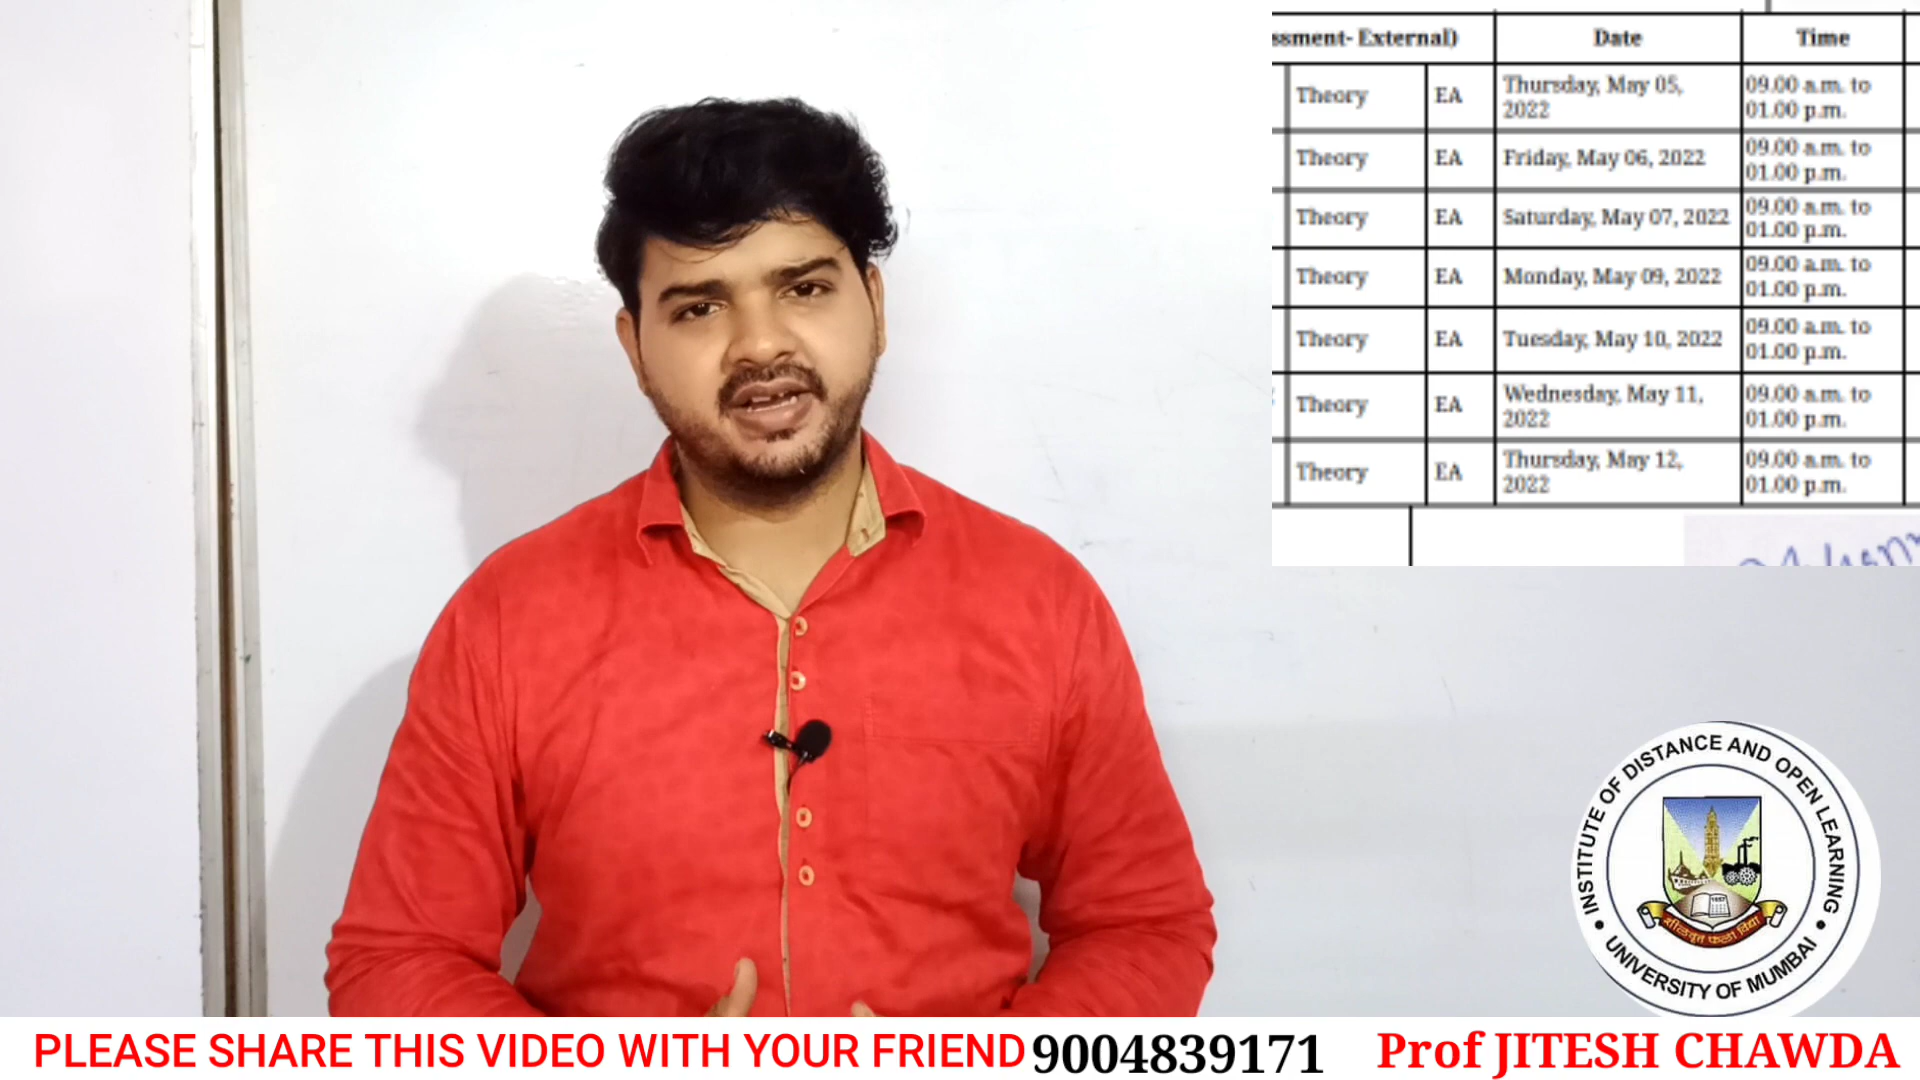 ssment- External)
Date
Time
Theory
EA
Thursday, May 05,
2022
09.00 a.m. to
01.00 p.m.
Theory
EA
Friday, May 06, 2022
09.00 a.m. to
01.00 p.m.
Theory
EA
Saturday, May 07, 2022
09.00 a.m. to
01.00 p.m.
Theory
EA
Monday, May 09, 2022
09.00 a.m. to
01.00 p.m.
Theory
EA
Tuesday, May 10, 2022
09.00 a.m. to
01.00 p.m.
Theory
EA
Wednesday, May 11,
2022
09.00 a.m. to
01.00 p.m.
Theory
EA
Thursday, May 12,
2022
09.00 a.m. to
01.00 p.m.
INSTITUTE OF DISTANCE AND OPEN LEARNING
1857
शीलवृत्तफला विद्या
• UNIVERSITY OF MUMBAI •
PLEASE SHARE THIS VIDEO WITH YOUR FRIEND 9004839171 Prof JITESH CHAWDA